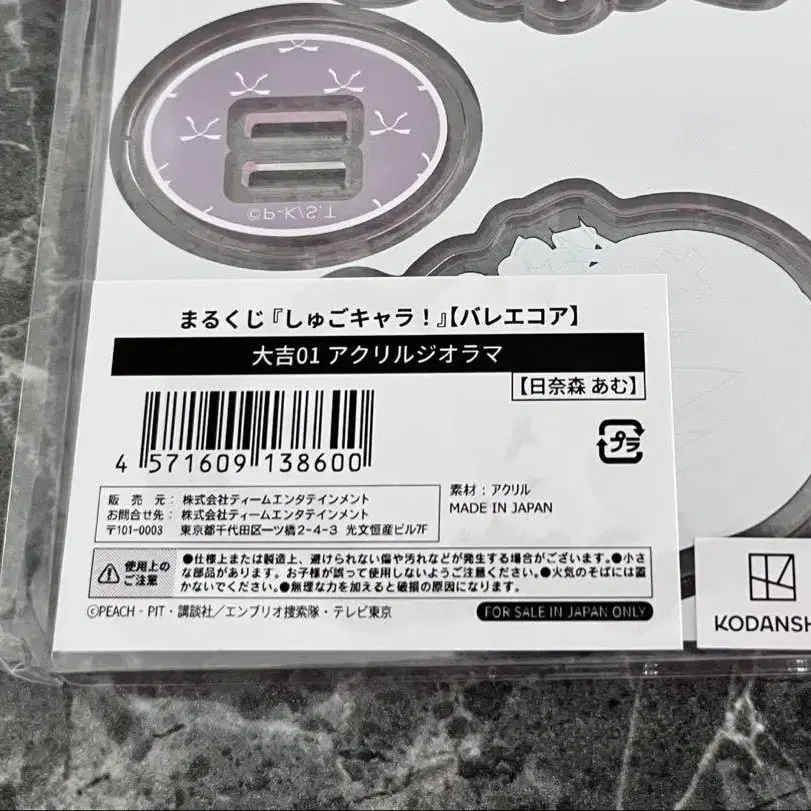 ©P-K/S,T
まるくじ『しゅごキャラ！』【バレエコア】
大吉01 アクリルジオラマ
【日奈森 あむ】
4 571609 138600
プラ
販 売 元： 株式会社ティームエンタテインメント
お問合せ先： 株式会社ティームエンタテインメント
〒101-0003 東京都千代田区一ツ橋2-4-3 光文恒産ビル7F
素材：アクリル
MADE IN JAPAN
使用上の
ご注意
●仕様上または製造上、避けられない傷や汚れなどが発生する場合がございます。●小さ
な部品があります。お子様が誤って使用しないようご注意ください。●火気のそばには置
かないでください。●無理な力を加えると破損の原因になります。
©PEACH‐PIT・講談社／エンブリオ捜索隊・テレビ東京
FOR SALE IN JAPAN ONLY
KODANSH